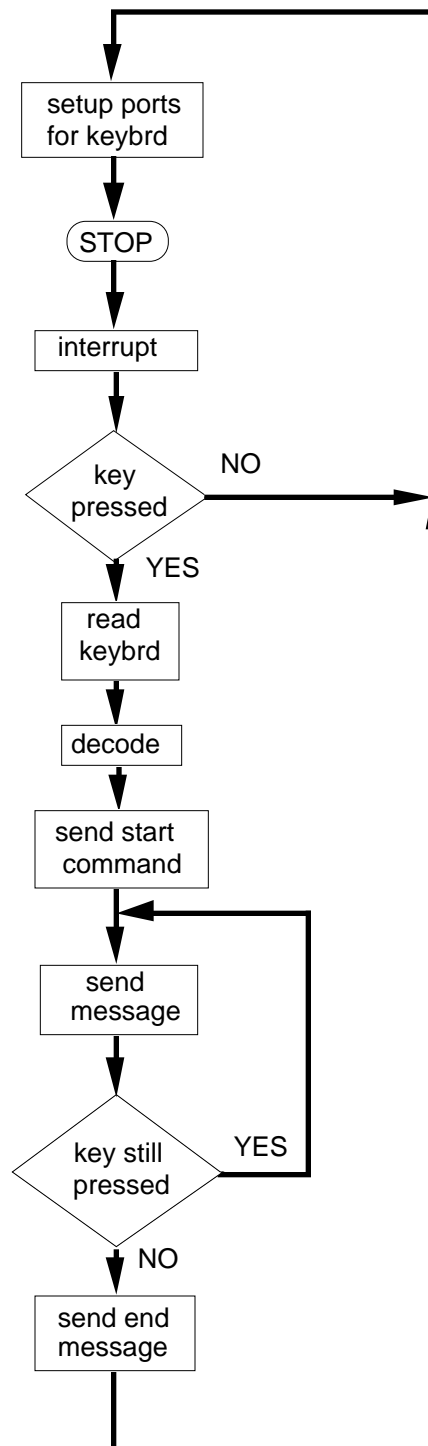 setup ports
for keybrd
STOP
interrupt
key
pressed
NO
YES
read
keybrd
decode
send start
command
send
message
key still
pressed
YES
NO
send end
message